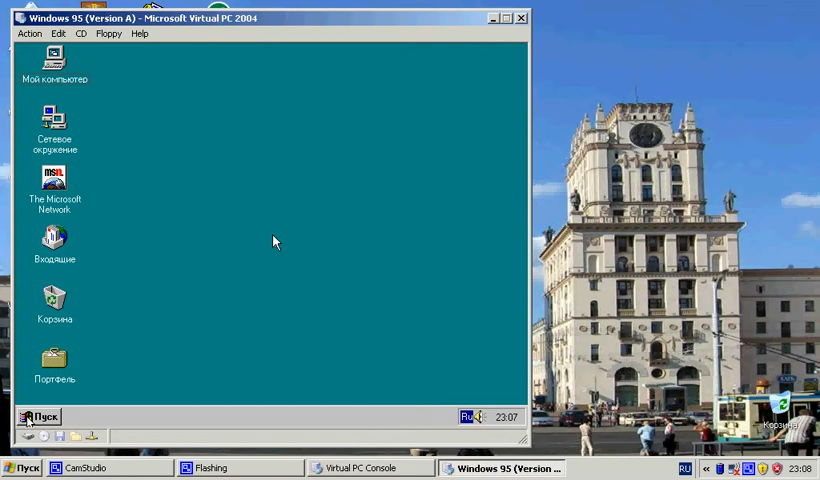 Windows 95 (Version A) - Microsoft Virtual PC 2004
Action Edit CD Floppy Help
Мой компьютер
Сетевое
окружение
msn
The Microsoft
Network
Входящие
Корзина
Портфель
Пуск
Ru
23:07
Корзина
Пуск
CamStudio
Flashing
Virtual PC Console
Windows 95 (Version ...
RU
«
23:08